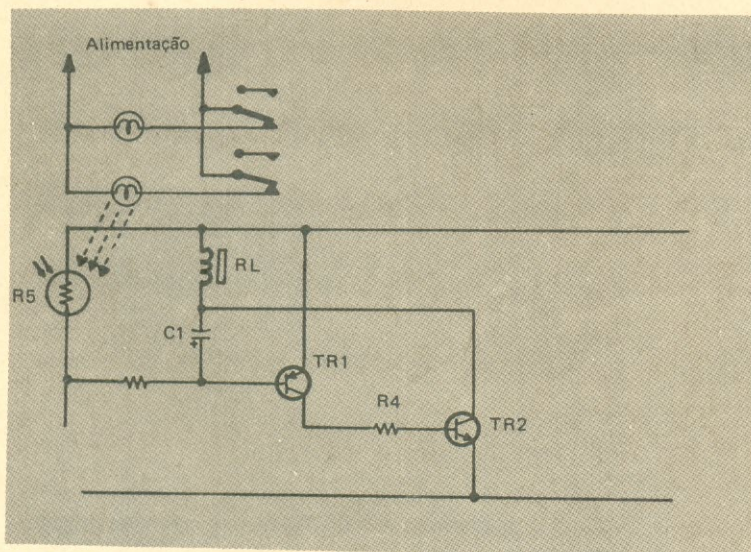 Alimentação
RL
R5
C1
+
TR1
R4
TR2